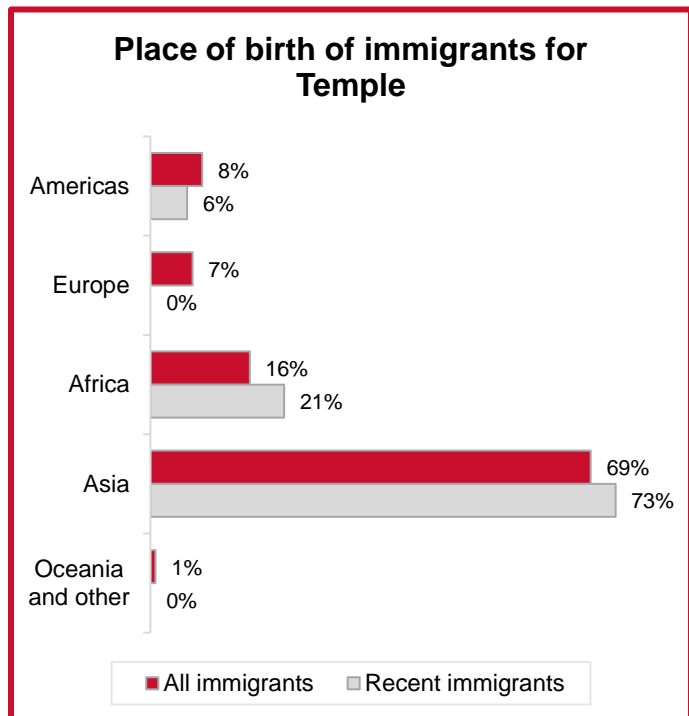 Place of birth of immigrants for
Temple
Americas
8%
6%
Europe
7%
0%
Africa
16%
21%
Asia
69%
73%
Oceania
and other
1%
0%
All immigrants
Recent immigrants